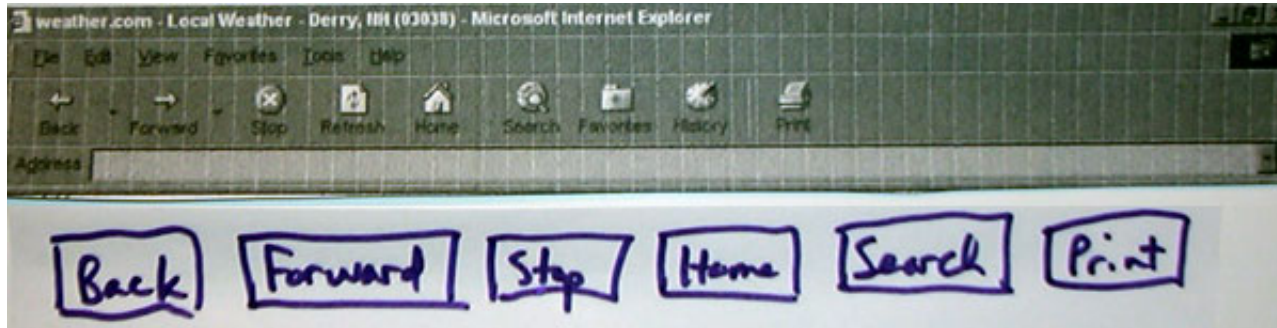 weather.com - Local Weather - Derry, NH (03038) - Microsoft Internet Explorer
File Edit View Favorites Tools Help
Back Forward Stop Refresh Home Search Favorites History Print
Address
Back Forward Stop Home Search Print